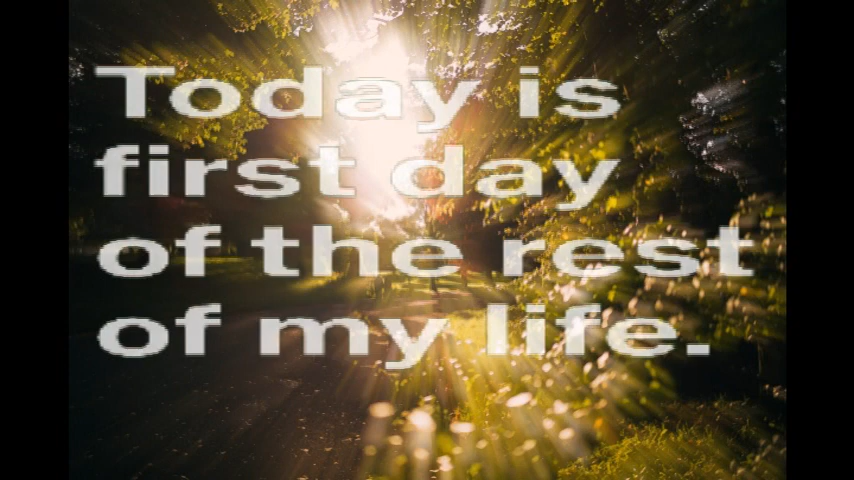 Today is
first day
of the rest
of my life.